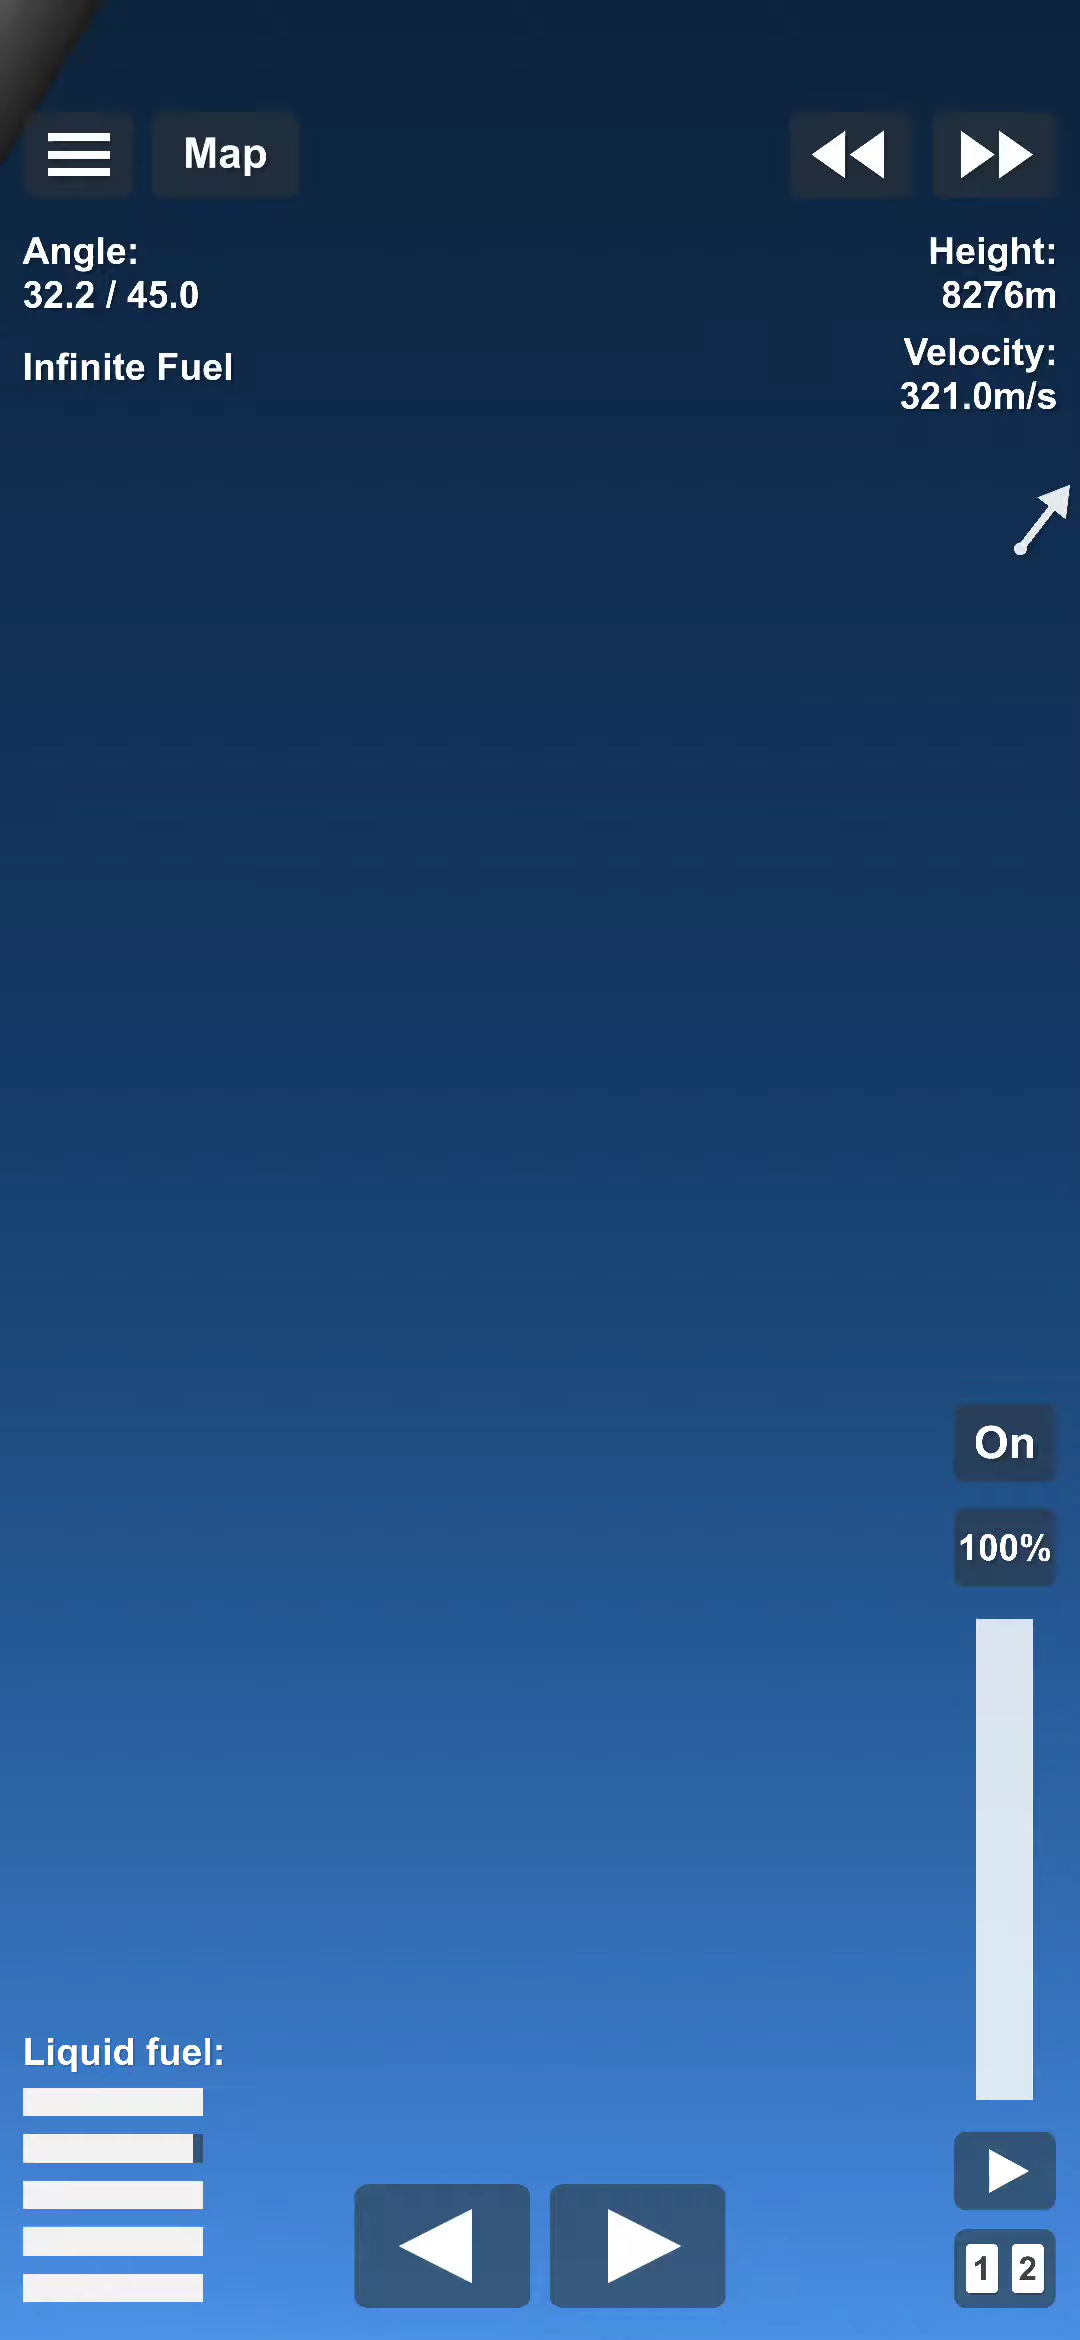 Map
Angle:
32.2 / 45.0
Infinite Fuel
Height:
8276m
Velocity:
321.0m/s
On
100%
Liquid fuel:
1 2